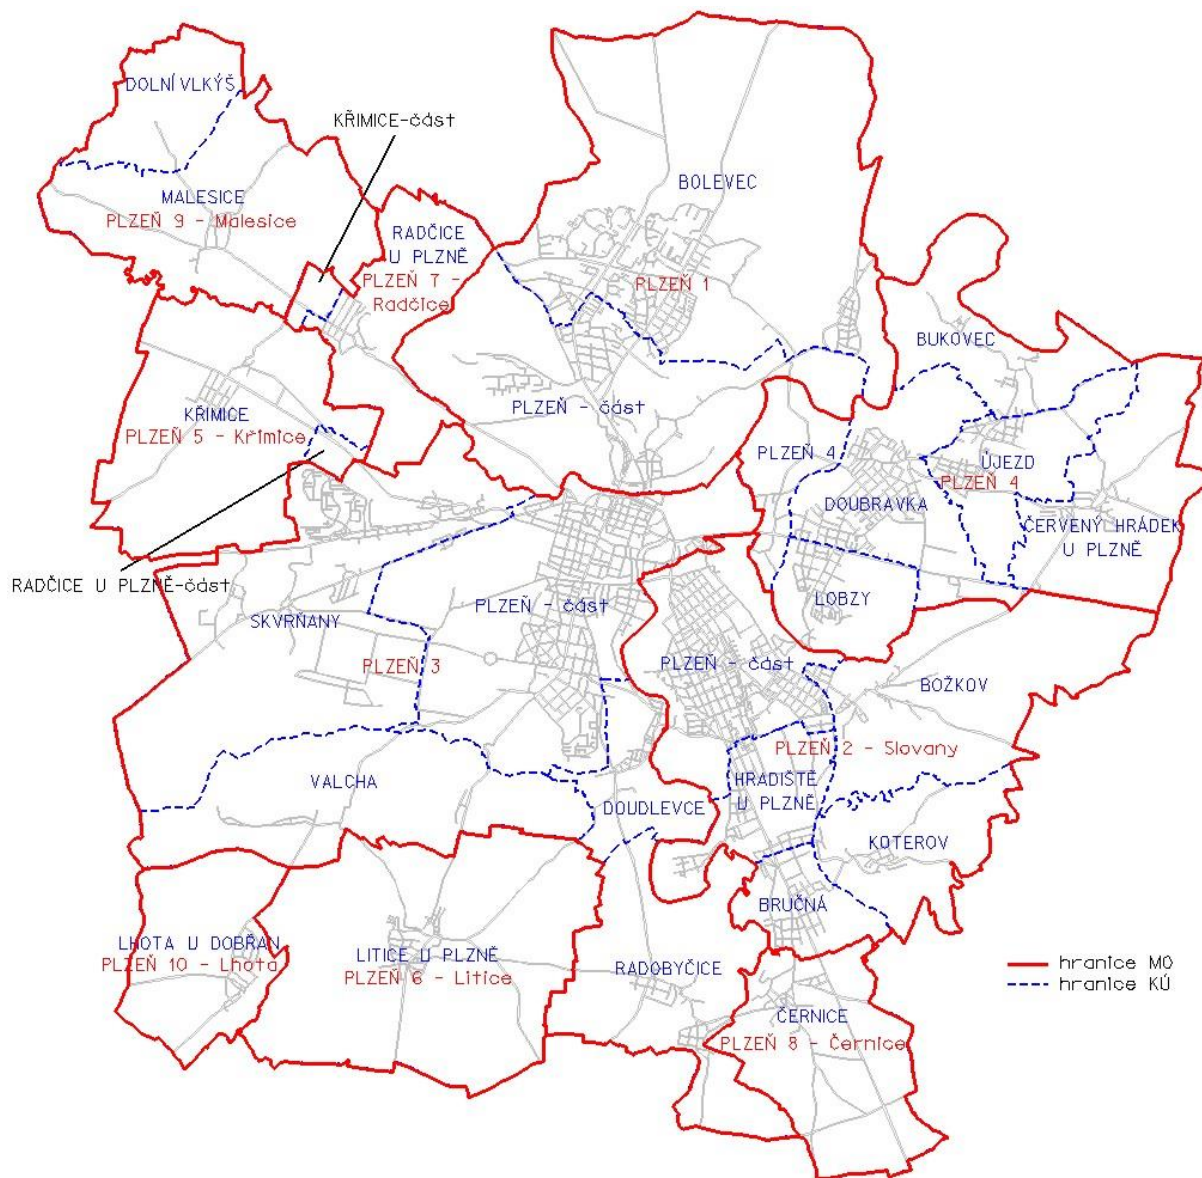 DOLNÍ VLKÝŠ
KŘIMICE-část
MALESICE
PLZEŇ 9 - Malesice
RADČICE
U PLZNĚ
PLZEŇ 7 -
Radčice
BOLEVEC
PLZEŇ 1
BUKOVEC
KŘIMICE
PLZEŇ 5 - Křimice
PLZEŇ - část
PLZEŇ 4
DOUBRAVKA
ÚJEZD
PLZEŇ 4
ČERVENÝ HRÁDEK
U PLZNĚ
RADČICE U PLZNĚ-část
SKVRŇANY
PLZEŇ - část
LOBZY
PLZEŇ 3
PLZEŇ - část
BOŽKOV
PLZEŇ 2 - Slovany
VALCHA
DOUDLEVCE
HRADIŠTĚ
U PLZNĚ
KOTEROV
BRUČNÁ
LHOTA U DOBŘAN
PLZEŇ 10 - Lhota
LITICE U PLZNĚ
PLZEŇ 6 - Litice
RADOBYČICE
ČERNICE
PLZEŇ 8 - Černice
hranice MO
hranice KÚ